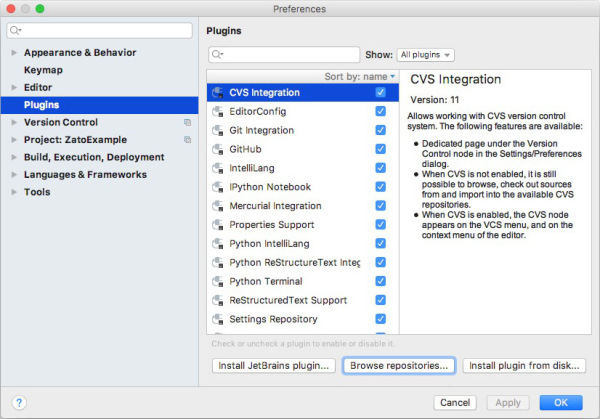 Preferences
Appearance & Behavior
Keymap
Editor
Plugins
Version Control
Project: ZatoExample
Build, Execution, Deployment
Languages & Frameworks
Tools
Plugins
Show: All plugins
Sort by: name
CVS Integration
EditorConfig
Git Integration
GitHub
IntelliLang
IPython Notebook
Mercurial Integration
Properties Support
Python IntelliLang
Python ReStructureText Integ
Python Terminal
ReStructuredText Support
Settings Repository
Check or uncheck a plugin to enable or disable it.
CVS Integration
Version: 11
Allows working with CVS version control
system. The following features are available:
• Dedicated page under the Version
Control node in the Settings/Preferences
dialog.
• When CVS is not enabled, it is still
possible to browse, check out sources
from and import into the available CVS
repositories.
• When CVS is enabled, the CVS node
appears on the VCS menu, and on the
context menu of the editor.
Install JetBrains plugin... Browse repositories... Install plugin from disk...
? Cancel Apply OK